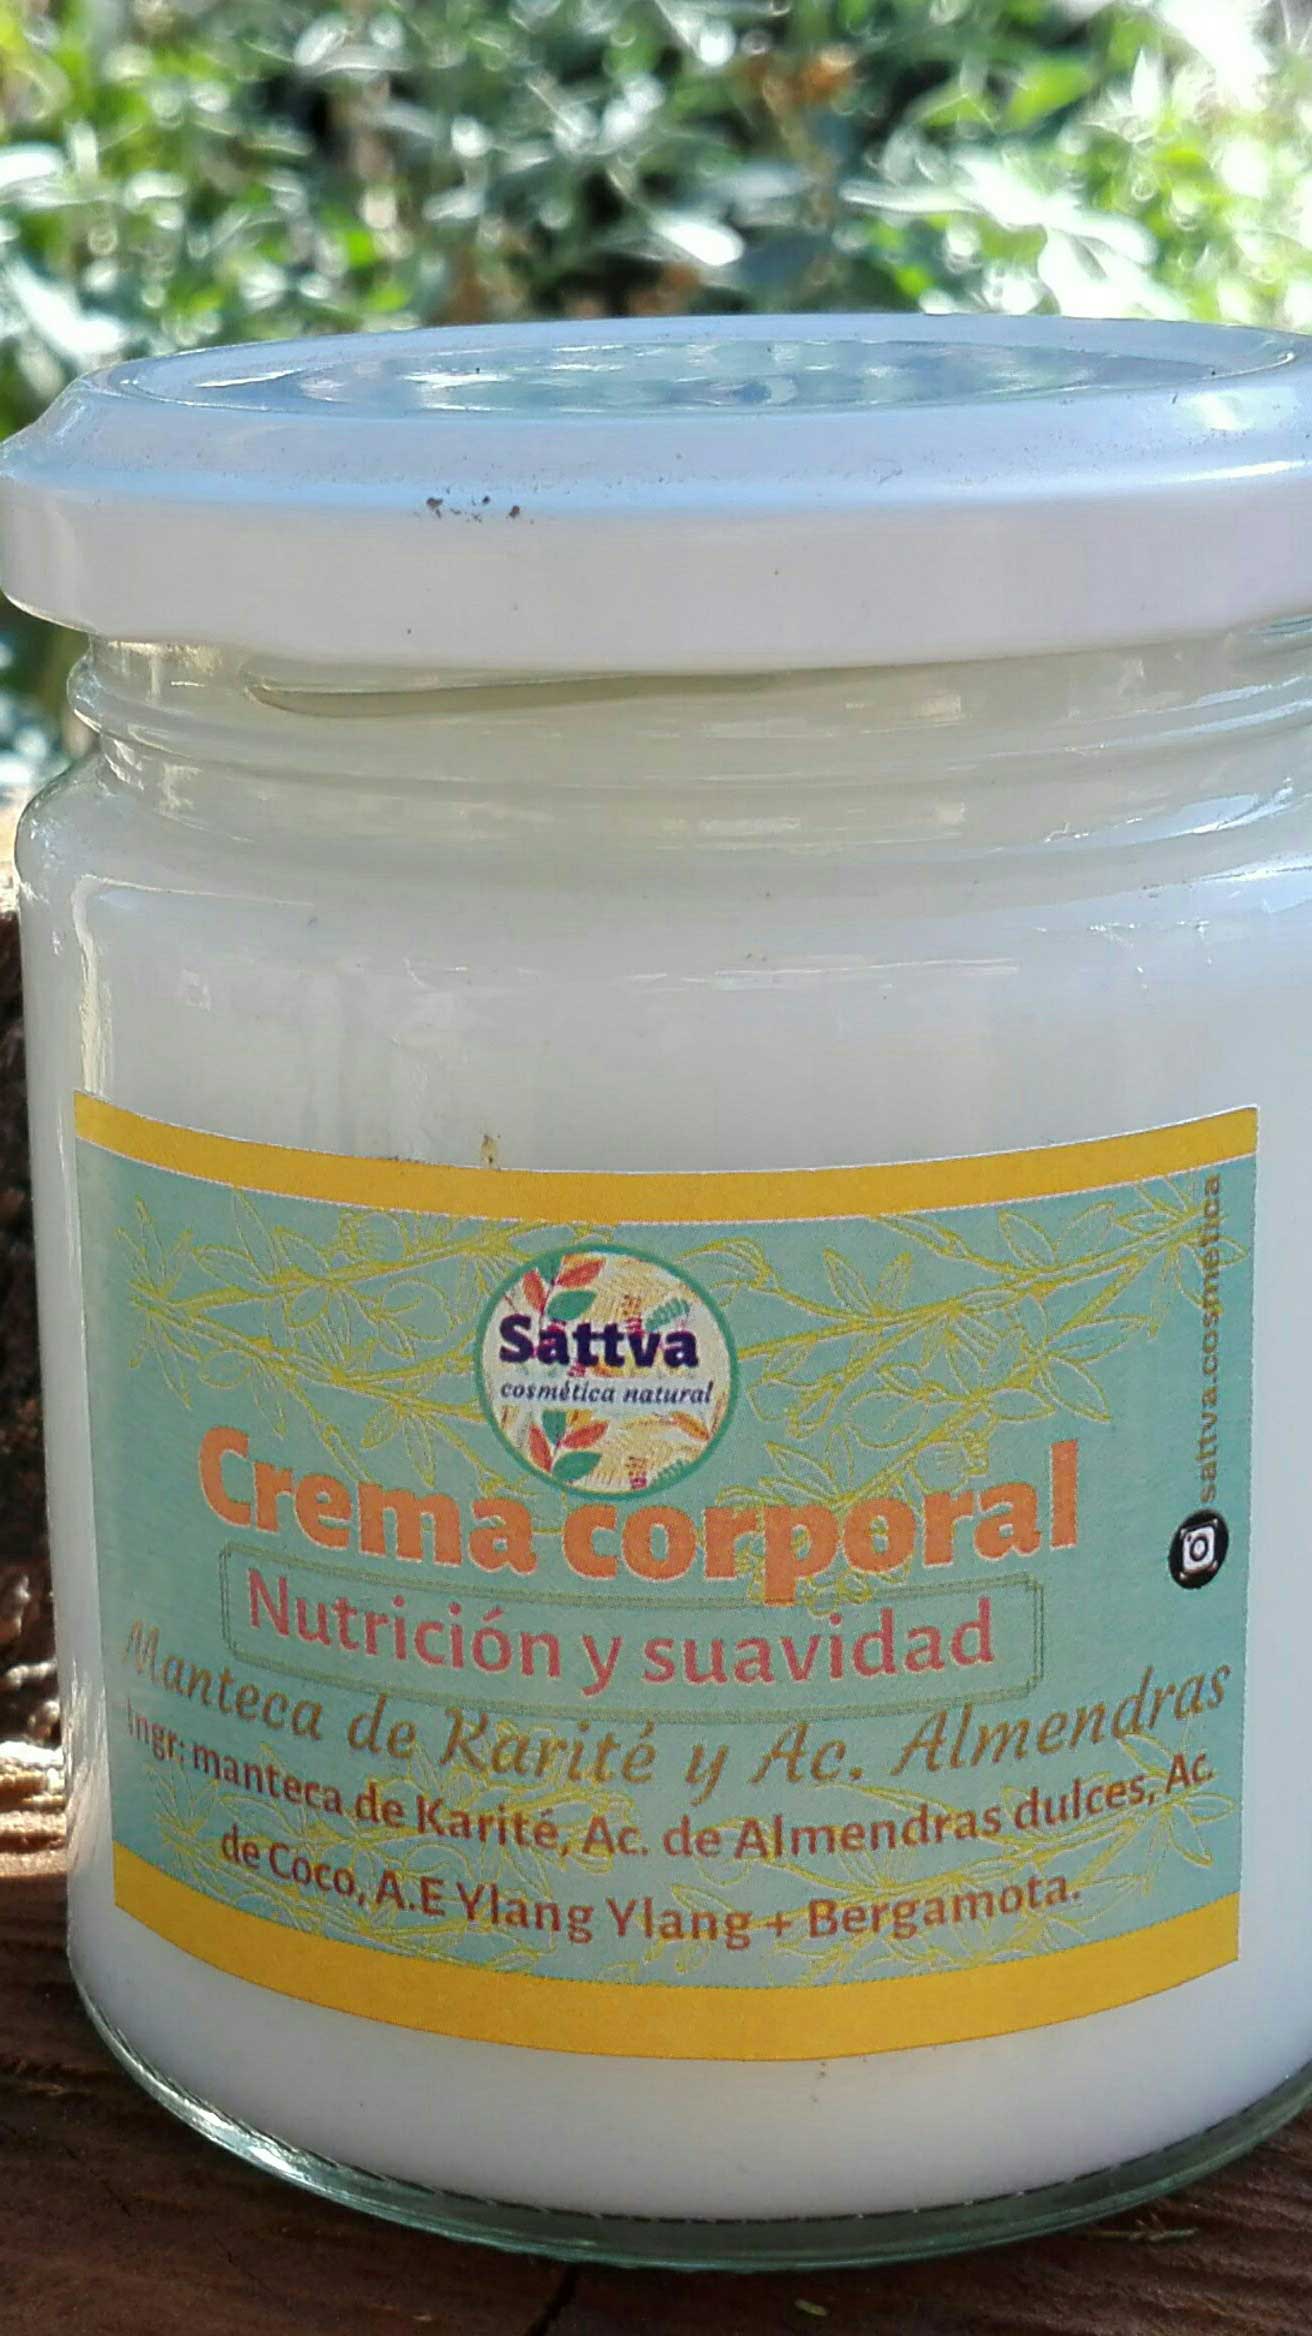 Sattva
cosmética natural
Crema corporal
Nutrición y suavidad
Manteca de Karité y Ac. Almendras
Ingr: manteca de Karité, Ac. de Almendras dulces, Ac.
de Coco, A.E Ylang Ylang + Bergamota.
sattva.cosmetica